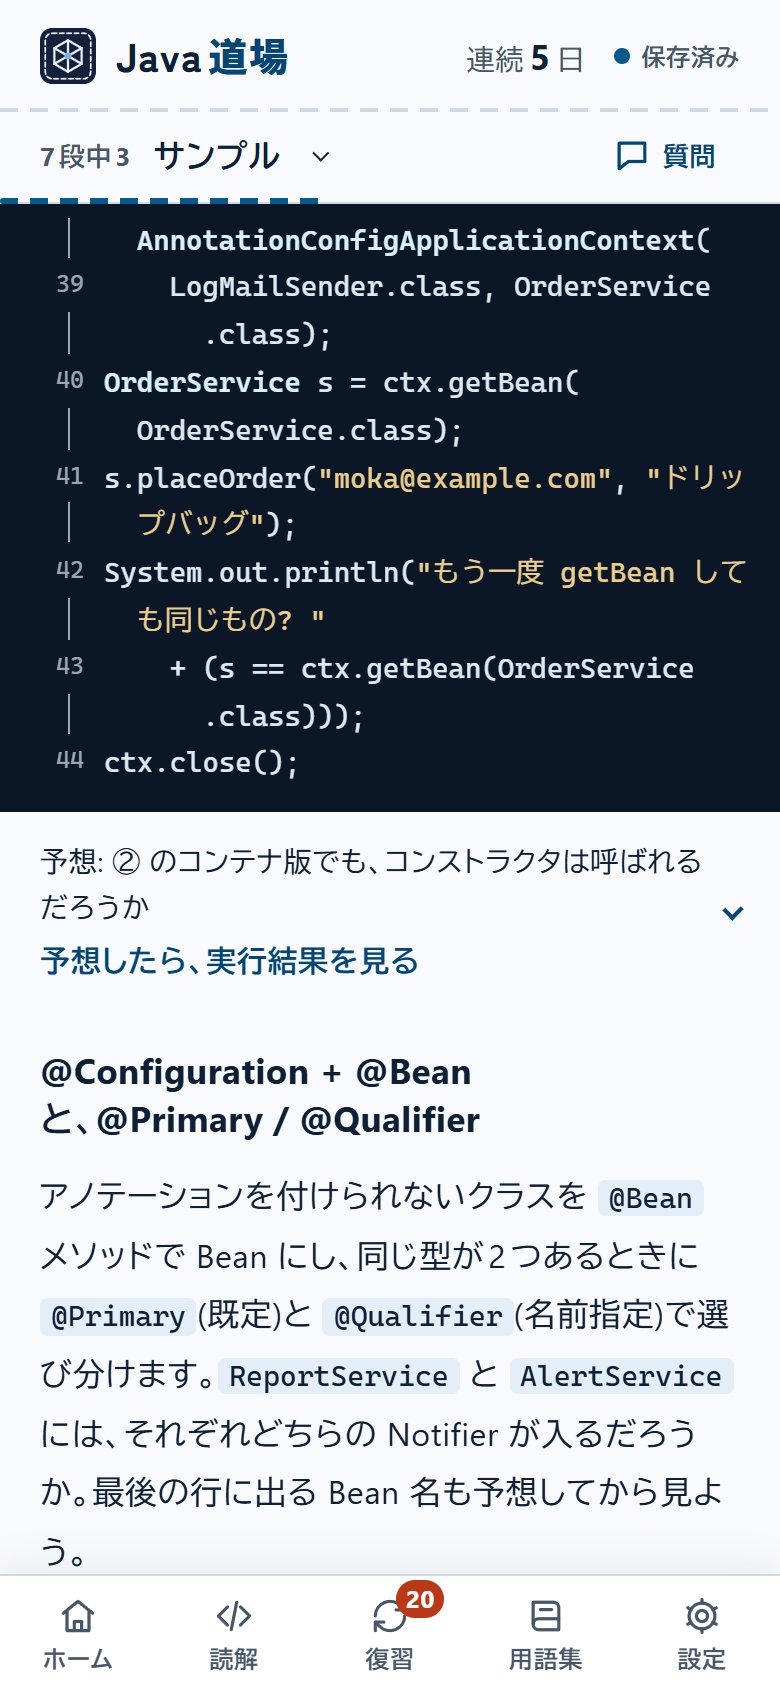 Java道場
連続 5 日
保存済み
7段中3 サンプル
質問
AnnotationConfigApplicationContext(
39 LogMailSender.class, OrderService
.class);
40 OrderService s = ctx.getBean(
OrderService.class);
41 s.placeOrder("moka@example.com", "ドリッ
プバッグ");
42 System.out.println("もう一度 getBean して
も同じもの? "
43 + (s == ctx.getBean(OrderService
.class)));
44 ctx.close();
予想: ② のコンテナ版でも、コンストラクタは呼ばれる
だろうか
予想したら、実行結果を見る
@Configuration + @Bean
と、@Primary / @Qualifier
アノテーションを付けられないクラスを @Bean
メソッドで Bean にし、同じ型が2つあるときに
@Primary(既定)と @Qualifier(名前指定)で選
び分けます。ReportService と AlertService
には、それぞれどちらの Notifier が入るだろう
か。最後の行に出る Bean 名も予想してから見よ
う。
20
ホーム 読解 復習 用語集 設定